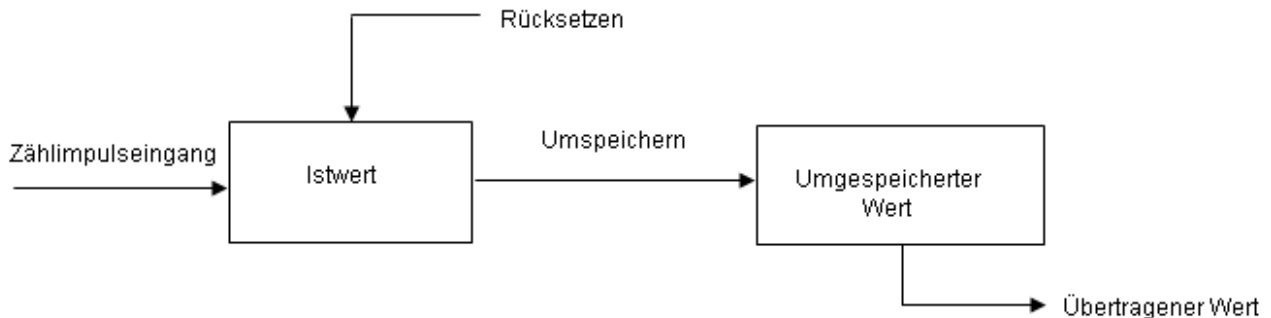 Rücksetzen
Zählimpulseingang
Istwert
Umspeichern
Umgespeicherter
Wert
Übertragener Wert